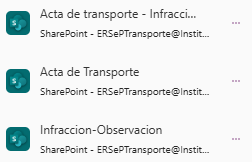 Acta de transporte - Infracci...
SharePoint - ERSePTransporte@Instit...
Acta de Transporte
SharePoint - ERSePTransporte@Instit...
Infraccion-Observacion
SharePoint - ERSePTransporte@Instit...